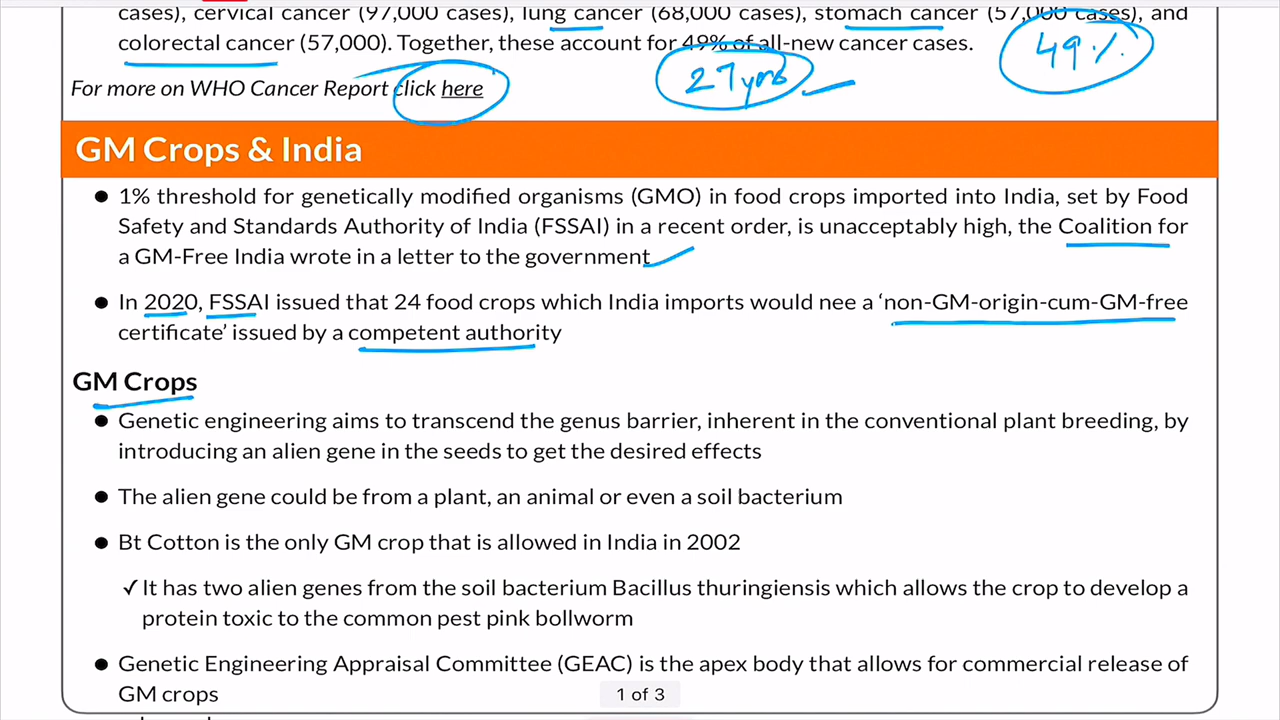 cases), cervical cancer (97,000 cases), lung cancer (68,000 cases), stomach cancer (57,000 cases), and
colorectal cancer (57,000). Together, these account for 49% of all-new cancer cases.
49%
27yrs
For more on WHO Cancer Report click here
GM Crops & India
● 1% threshold for genetically modified organisms (GMO) in food crops imported into India, set by Food
Safety and Standards Authority of India (FSSAI) in a recent order, is unacceptably high, the Coalition for
a GM-Free India wrote in a letter to the government
● In 2020, FSSAI issued that 24 food crops which India imports would nee a ‘non-GM-origin-cum-GM-free
certificate’ issued by a competent authority
GM Crops
● Genetic engineering aims to transcend the genus barrier, inherent in the conventional plant breeding, by
introducing an alien gene in the seeds to get the desired effects
● The alien gene could be from a plant, an animal or even a soil bacterium
● Bt Cotton is the only GM crop that is allowed in India in 2002
✓It has two alien genes from the soil bacterium Bacillus thuringiensis which allows the crop to develop a
protein toxic to the common pest pink bollworm
● Genetic Engineering Appraisal Committee (GEAC) is the apex body that allows for commercial release of
GM crops
1 of 3